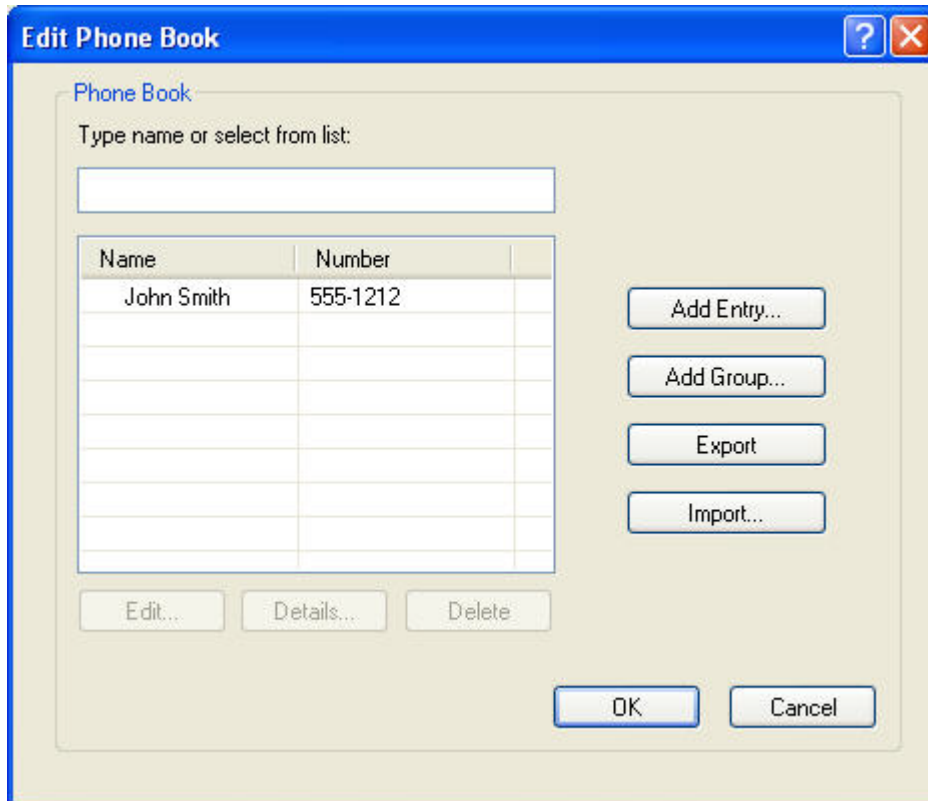 Edit Phone Book
?
Phone Book
Type name or select from list:
Name Number
John Smith 555-1212
Add Entry...
Add Group...
Export
Import...
Edit... Details... Delete
OK Cancel